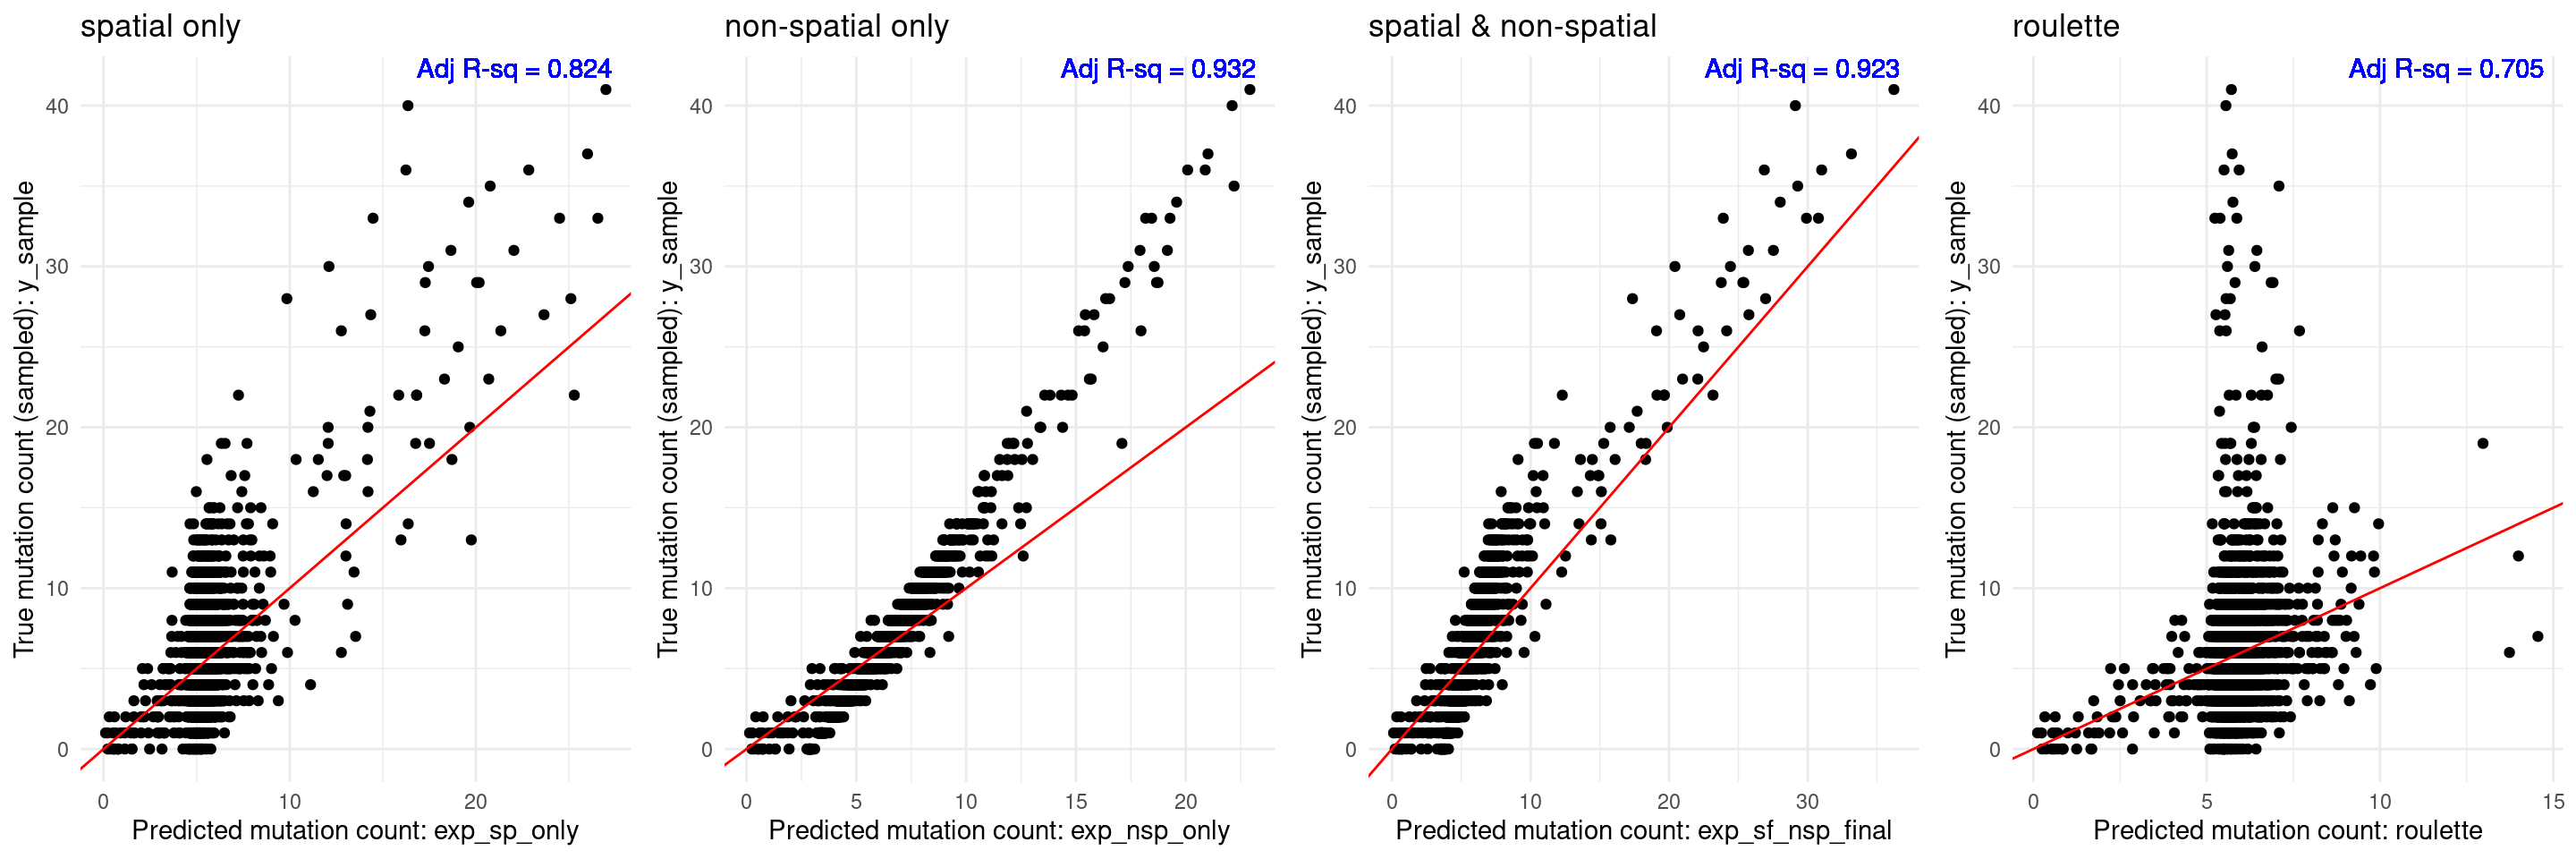 spatial only
Adj R-sq = 0.824
True mutation count (sampled): y_sample
40
30
20
10
0
0 10 20
Predicted mutation count: exp_sp_only
non-spatial only
Adj R-sq = 0.932
True mutation count (sampled): y_sample
40
30
20
10
0
0 5 10 15 20
Predicted mutation count: exp_nsp_only
spatial & non-spatial
Adj R-sq = 0.923
True mutation count (sampled): y_sample
40
30
20
10
0
0 10 20 30
Predicted mutation count: exp_sf_nsp_final
roulette
Adj R-sq = 0.705
True mutation count (sampled): y_sample
40
30
20
10
0
0 5 10 15
Predicted mutation count: roulette